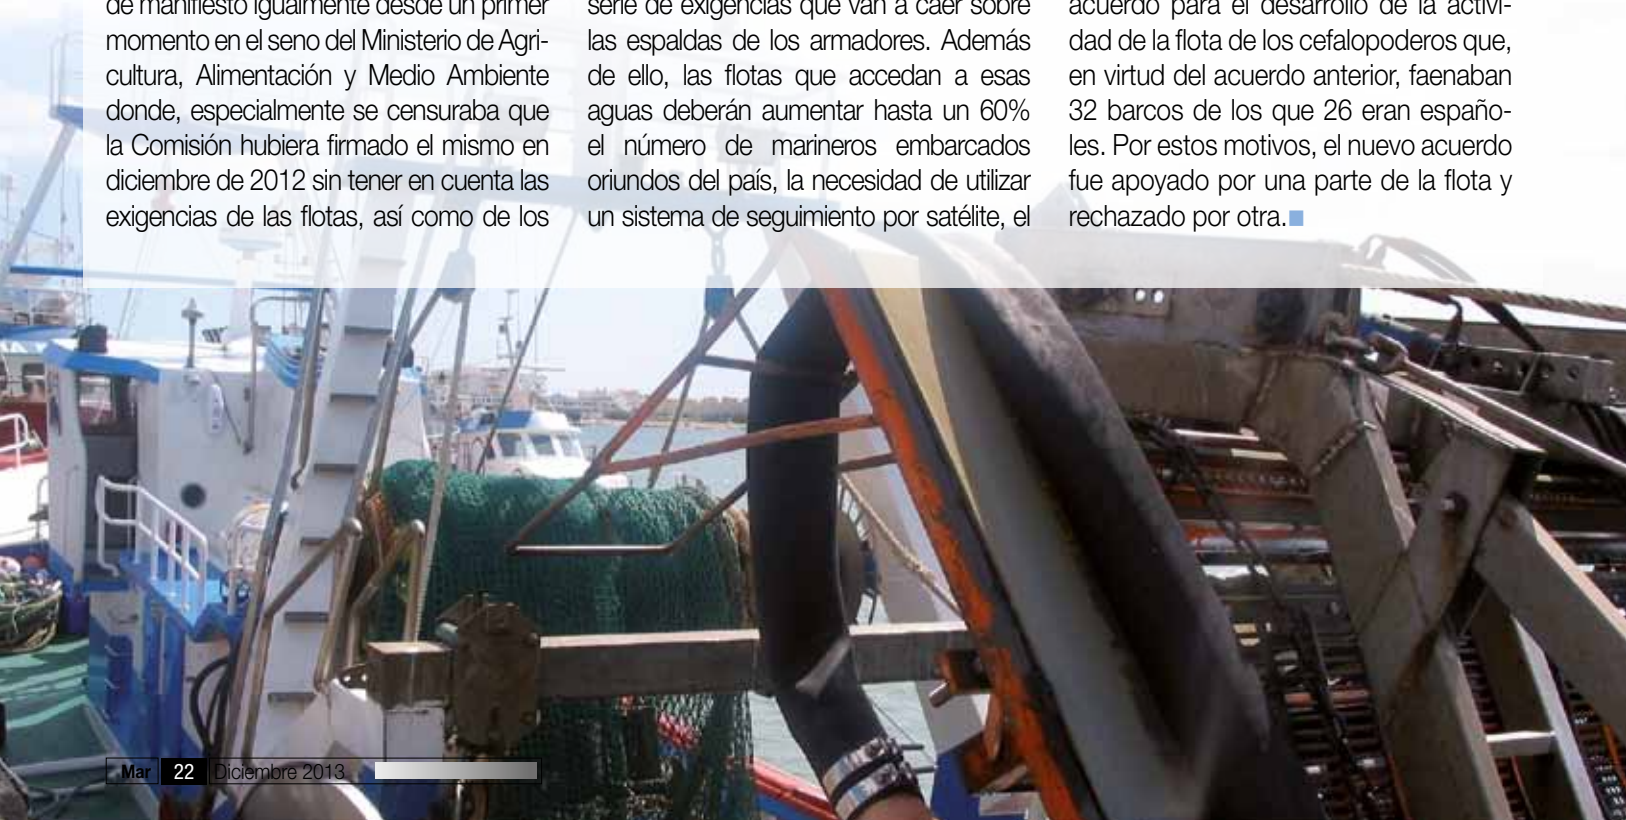 de manifiesto igualmente desde un primer
momento en el seno del Ministerio de Agri-
cultura, Alimentación y Medio Ambiente
donde, especialmente se censuraba que
la Comisión hubiera firmado el mismo en
diciembre de 2012 sin tener en cuenta las
exigencias de las flotas, así como de los
serie de exigencias que van a caer sobre
las espaldas de los armadores. Además
de ello, las flotas que accedan a esas
aguas deberán aumentar hasta un 60%
el número de marineros embarcados
oriundos del país, la necesidad de utilizar
un sistema de seguimiento por satélite, el
acuerdo para el desarrollo de la activi-
dad de la flota de los cefalopoderos que,
en virtud del acuerdo anterior, faenaban
32 barcos de los que 26 eran españo-
les. Por estos motivos, el nuevo acuerdo
fue apoyado por una parte de la flota y
rechazado por otra.
Mar 22 Diciembre 2013